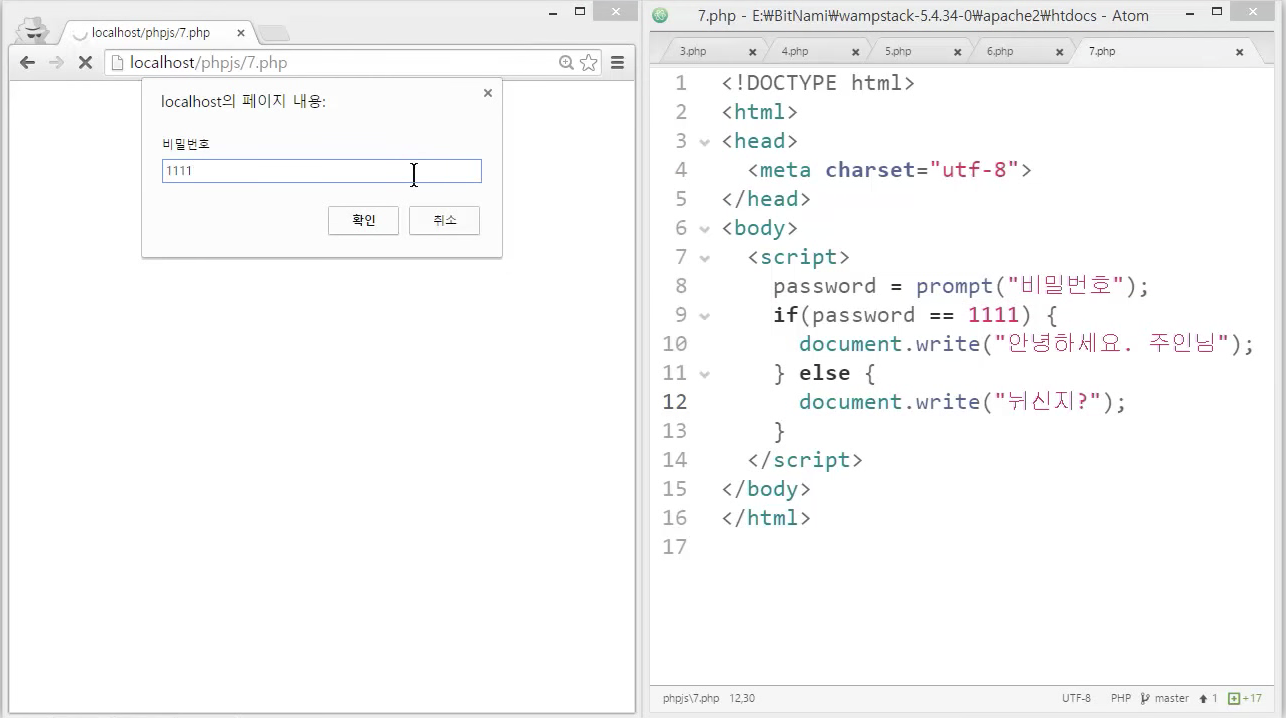 localhost/phpjs/7.php
localhost/phpjs/7.php
localhost의 페이지 내용:
비밀번호
1111
확인 취소
7.php - E:₩BitNami₩wampstack-5.4.34-0₩apache2₩htdocs - Atom
3.php 4.php 5.php 6.php 7.php
1 <!DOCTYPE html>
2 <html>
3 <head>
4 <meta charset="utf-8">
5 </head>
6 <body>
7 <script>
8 password = prompt("비밀번호");
9 if(password == 1111) {
10 document.write("안녕하세요. 주인님");
11 } else {
12 document.write("뉘신지?");
13 }
14 </script>
15 </body>
16 </html>
17
phpjs\7.php 12,30 UTF-8 PHP master 1 +17